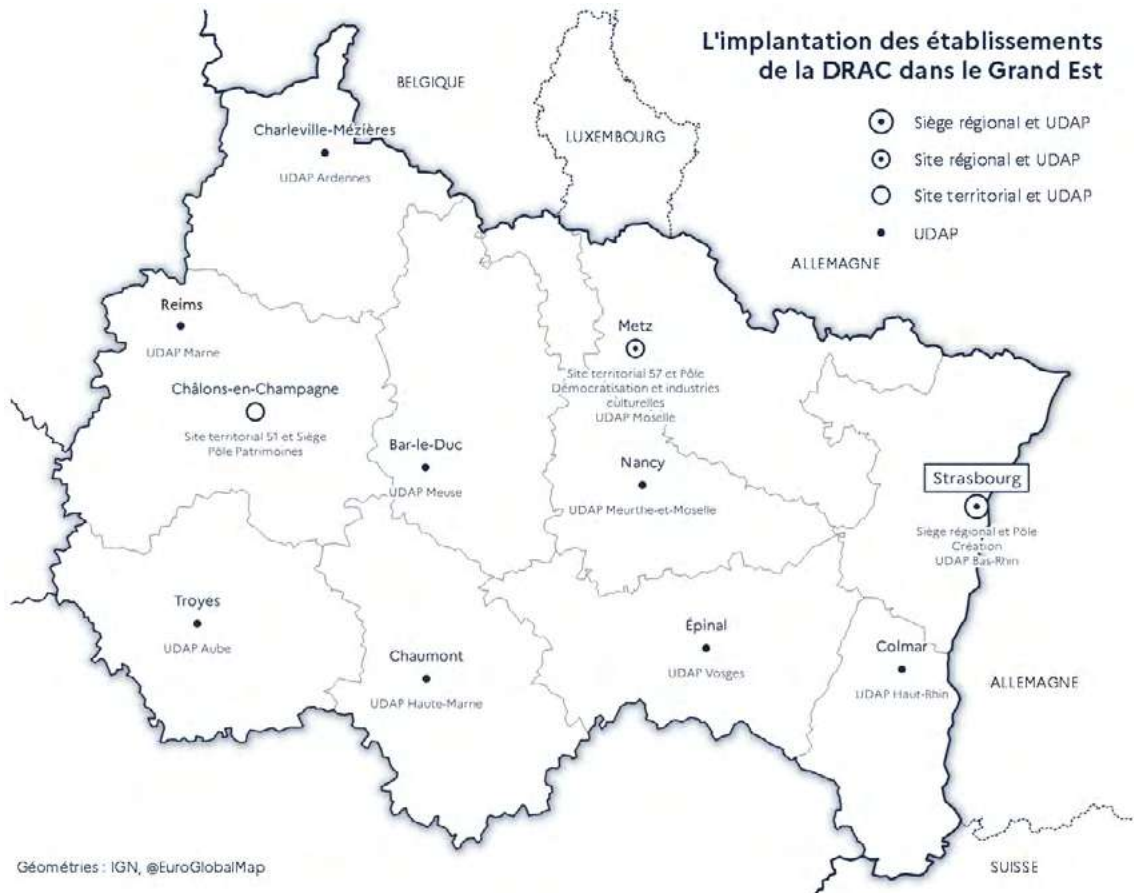 L'implantation des établissements
de la DRAC dans le Grand Est
Siège régional et UDAP
Site régional et UDAP
Site territorial et UDAP
UDAP
BELGIQUE
LUXEMBOURG
ALLEMAGNE
Charleville-Mézières
UDAP Ardennes
Reims
UDAP Marne
Châlons-en-Champagne
Site territorial 51 et Siège
Pôle Patrimoines
Metz
Site territorial 57 et Pôle
Démocratisation et industries
culturelles
UDAP Moselle
Bar-le-Duc
UDAP Meuse
Nancy
UDAP Meurthe-et-Moselle
Strasbourg
Siège régional et Pôle
Création
UDAP Bas-Rhin
Troyes
UDAP Aube
Chaumont
UDAP Haute-Marne
Épinal
UDAP Vosges
Colmar
UDAP Haut-Rhin
ALLEMAGNE
SUISSE
Géométries : IGN, @EuroGlobalMap